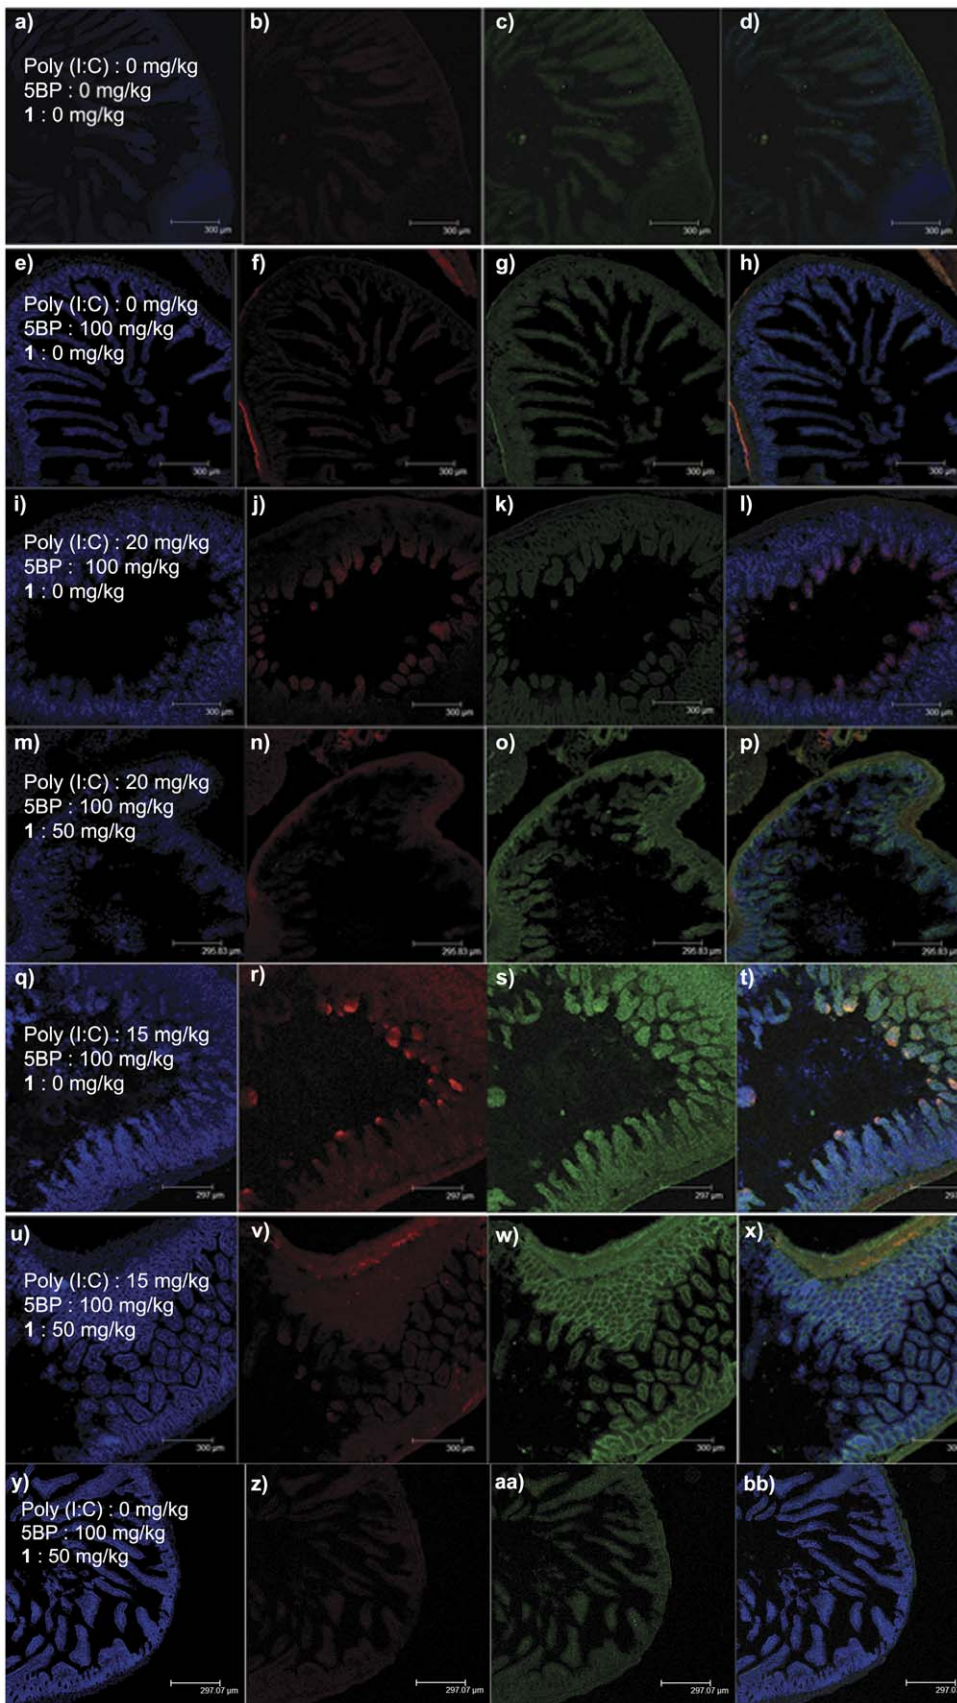 a)
b)
c)
d)
Poly (I:C) : 0 mg/kg
5BP : 0 mg/kg
1 : 0 mg/kg
300 µm
300 µm
300 µm
300 µm
e)
f)
g)
h)
Poly (I:C) : 0 mg/kg
5BP : 100 mg/kg
1 : 0 mg/kg
300 µm
300 µm
300 µm
300 µm
i)
j)
k)
l)
Poly (I:C) : 20 mg/kg
5BP : 100 mg/kg
1 : 0 mg/kg
300 µm
300 µm
300 µm
300 µm
m)
n)
o)
p)
Poly (I:C) : 20 mg/kg
5BP : 100 mg/kg
1 : 50 mg/kg
295.83 µm
295.83 µm
295.83 µm
295.83 µm
q)
r)
s)
t)
Poly (I:C) : 15 mg/kg
5BP : 100 mg/kg
1 : 0 mg/kg
297 µm
297 µm
297 µm
297 µm
u)
v)
w)
x)
Poly (I:C) : 15 mg/kg
5BP : 100 mg/kg
1 : 50 mg/kg
300 µm
300 µm
300 µm
300 µm
y)
z)
aa)
bb)
Poly (I:C) : 0 mg/kg
5BP : 100 mg/kg
1 : 50 mg/kg
297.07 µm
297.07 µm
297.07 µm
297.0